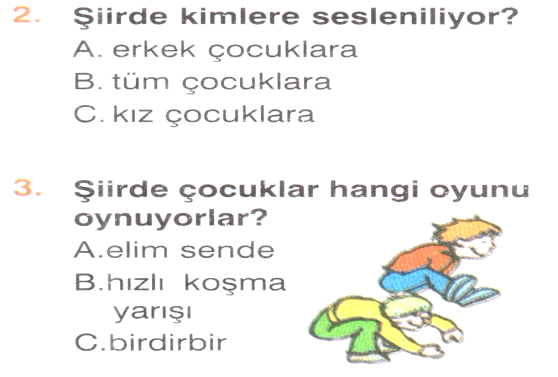 2. Şiirde kimlere sesleniliyor?
A. erkek çocuklara
B. tüm çocuklara
C. kız çocuklara
3. Şiirde çocuklar hangi oyunu
oynuyorlar?
A.elim sende
B.hızlı koşma
yarışı
C.birdirbir